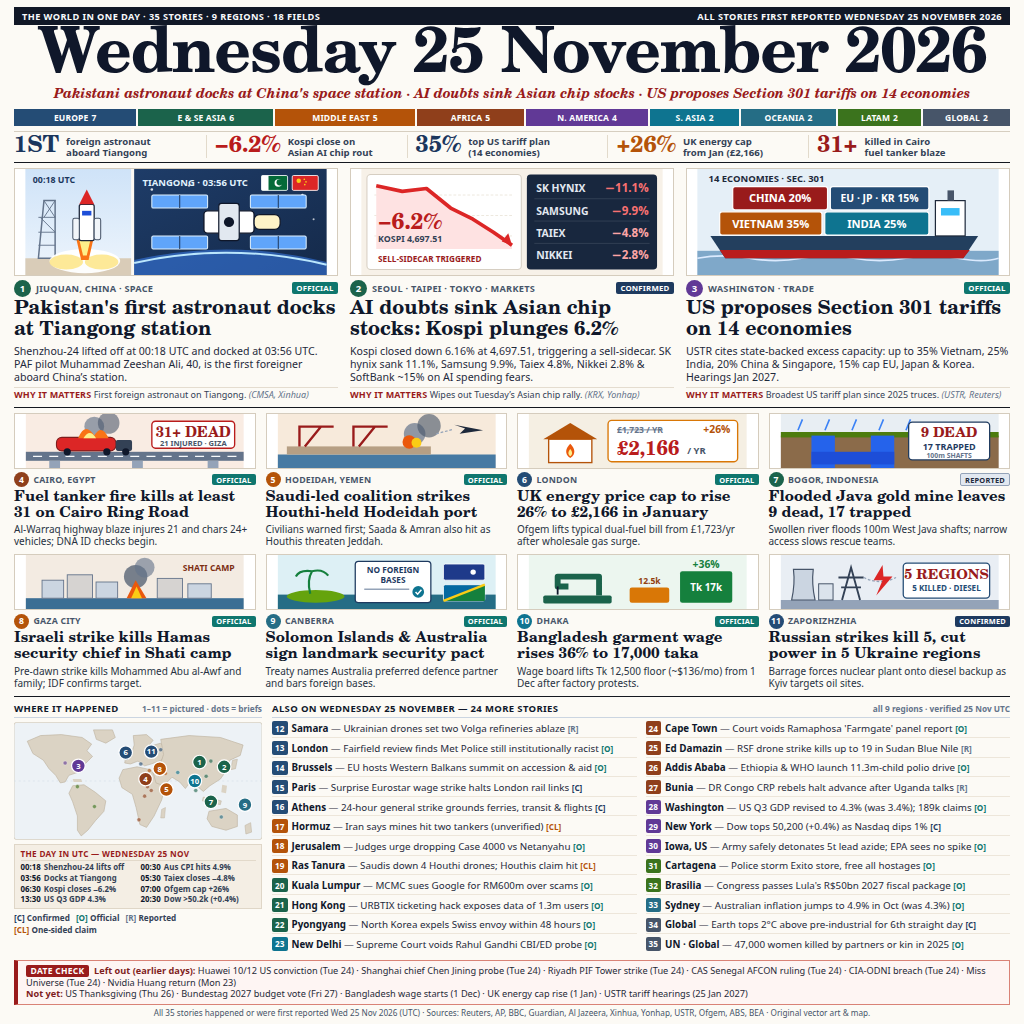 THE WORLD IN ONE DAY · 35 STORIES · 9 REGIONS · 18 FIELDS
ALL STORIES FIRST REPORTED WEDNESDAY 25 NOVEMBER 2026
Wednesday 25 November 2026
Pakistani astronaut docks at China's space station · AI doubts sink Asian chip stocks · US proposes Section 301 tariffs on 14 economies
EUROPE 7
E & SE ASIA 6
MIDDLE EAST 5
AFRICA 5
N. AMERICA 4
S. ASIA 2
OCEANIA 2
LATAM 2
GLOBAL 2
1ST foreign astronaut aboard Tiangong
−6.2% Kospi close on Asian AI chip rout
35% top US tariff plan (14 economies)
+26% UK energy cap from Jan (£2,166)
31+ killed in Cairo fuel tanker blaze
00:18 UTC
TIANGONG · 03:56 UTC
−6.2%
KOSPI 4,697.51
SELL-SIDECAR TRIGGERED
SK HYNIX −11.1%
SAMSUNG −9.9%
TAIEX −4.8%
NIKKEI −2.8%
14 ECONOMIES · SEC. 301
CHINA 20%
EU · JP · KR 15%
VIETNAM 35%
INDIA 25%
1 JIUQUAN, CHINA · SPACE OFFICIAL
Pakistan's first astronaut docks
at Tiangong station
Shenzhou-24 lifted off at 00:18 UTC and docked at 03:56 UTC.
PAF pilot Muhammad Zeeshan Ali, 40, is the first foreigner
aboard China's station.
WHY IT MATTERS First foreign astronaut on Tiangong. (CMSA, Xinhua)
2 SEOUL · TAIPEI · TOKYO · MARKETS CONFIRMED
AI doubts sink Asian chip
stocks: Kospi plunges 6.2%
Kospi closed down 6.16% at 4,697.51, triggering a sell-sidecar. SK
hynix sank 11.1%, Samsung 9.9%, Taiex 4.8%, Nikkei 2.8% &
SoftBank ~15% on AI spending fears.
WHY IT MATTERS Wipes out Tuesday's Asian chip rally. (KRX, Yonhap)
3 WASHINGTON · TRADE OFFICIAL
US proposes Section 301 tariffs
on 14 economies
USTR cites state-backed excess capacity: up to 35% Vietnam, 25%
India, 20% China & Singapore, 15% cap EU, Japan & Korea.
Hearings Jan 2027.
WHY IT MATTERS Broadest US tariff plan since 2025 truces. (USTR, Reuters)
31+ DEAD
21 INJURED · GIZA
£1,723 / YR
+26%
£2,166 / YR
9 DEAD
17 TRAPPED
100m SHAFTS
4 CAIRO, EGYPT OFFICIAL
Fuel tanker fire kills at least
31 on Cairo Ring Road
Al-Warraq highway blaze injures 21 and chars 24+
vehicles; DNA ID checks begin.
5 HODEIDAH, YEMEN OFFICIAL
Saudi-led coalition strikes
Houthi-held Hodeidah port
Civilians warned first; Saada & Amran also hit as
Houthis threaten Jeddah.
6 LONDON OFFICIAL
UK energy price cap to rise
26% to £2,166 in January
Ofgem lifts typical dual-fuel bill from £1,723/yr
after wholesale gas surge.
7 BOGOR, INDONESIA REPORTED
Flooded Java gold mine leaves
9 dead, 17 trapped
Swollen river floods 100m West Java shafts; narrow
access slows rescue teams.
SHATI CAMP
NO FOREIGN
BASES
12.5k
+36%
Tk 17k
5 REGIONS
5 KILLED · DIESEL
8 GAZA CITY OFFICIAL
Israeli strike kills Hamas
security chief in Shati camp
Pre-dawn strike kills Mohammed Abu al-Awf and
family; IDF confirms target.
9 CANBERRA OFFICIAL
Solomon Islands & Australia
sign landmark security pact
Treaty names Australia preferred defence partner
and bars foreign bases.
10 DHAKA OFFICIAL
Bangladesh garment wage
rises 36% to 17,000 taka
Wage board lifts Tk 12,500 floor (~$136/mo) from 1
Dec after factory protests.
11 ZAPORIZHZHIA CONFIRMED
Russian strikes kill 5, cut
power in 5 Ukraine regions
Barrage forces nuclear plant onto diesel backup as
Kyiv targets oil sites.
WHERE IT HAPPENED 1–11 = pictured · dots = briefs
3
6
11
8
4
5
1
2
10
7
9
THE DAY IN UTC — WEDNESDAY 25 NOV
00:18 Shenzhou-24 lifts off 00:30 Aus CPI hits 4.9%
03:56 Docks at Tiangong 05:30 Taiex closes −4.8%
06:30 Kospi closes −6.2% 07:00 Ofgem cap +26%
13:30 US Q3 GDP 4.3% 20:30 Dow >50.2k (+0.4%)
[C] Confirmed [O] Official [R] Reported
[CL] One-sided claim
ALSO ON WEDNESDAY 25 NOVEMBER — 24 MORE STORIES
all 9 regions · verified 25 Nov UTC
12 Samara — Ukrainian drones set two Volga refineries ablaze [R]
13 London — Fairfield review finds Met Police still institutionally racist [O]
14 Brussels — EU hosts Western Balkans summit on accession & aid [O]
15 Paris — Surprise Eurostar wage strike halts London rail links [C]
16 Athens — 24-hour general strike grounds ferries, transit & flights [C]
17 Hormuz — Iran says mines hit two tankers (unverified) [CL]
18 Jerusalem — Judges urge dropping Case 4000 vs Netanyahu [O]
19 Ras Tanura — Saudis down 4 Houthi drones; Houthis claim hit [CL]
20 Kuala Lumpur — MCMC sues Google for RM600m over scams [O]
21 Hong Kong — URBTIX ticketing hack exposes data of 1.3m users [O]
22 Pyongyang — North Korea expels Swiss envoy within 48 hours [O]
23 New Delhi — Supreme Court voids Rahul Gandhi CBI/ED probe [O]
24 Cape Town — Court voids Ramaphosa 'Farmgate' panel report [O]
25 Ed Damazin — RSF drone strike kills up to 19 in Sudan Blue Nile [R]
26 Addis Ababa — Ethiopia & WHO launch 11.3m-child polio drive [O]
27 Bunia — DR Congo CRP rebels halt advance after Uganda talks [R]
28 Washington — US Q3 GDP revised to 4.3% (was 3.4%); 189k claims [O]
29 New York — Dow tops 50,200 (+0.4%) as Nasdaq dips 1% [C]
30 Iowa, US — Army safely detonates 5t lead azide; EPA sees no spike [O]
31 Cartagena — Police storm Exito store, free all hostages [O]
32 Brasilia — Congress passes Lula's R$50bn 2027 fiscal package [O]
33 Sydney — Australian inflation jumps to 4.9% in Oct (was 4.3%) [O]
34 Global — Earth tops 2°C above pre-industrial for 6th straight day [C]
35 UN · Global — 47,000 women killed by partners or kin in 2025 [O]
DATE CHECK Left out (earlier days): Huawei 10/12 US conviction (Tue 24) · Shanghai chief Chen Jining probe (Tue 24) · Riyadh PIF Tower strike (Tue 24) · CAS Senegal AFCON ruling (Tue 24) · CIA-ODNI breach (Tue 24) · Miss
Universe (Tue 24) · Nvidia Huang return (Mon 23)
Not yet: US Thanksgiving (Thu 26) · Bundestag 2027 budget vote (Fri 27) · Bangladesh wage starts (1 Dec) · UK energy cap rise (1 Jan) · USTR tariff hearings (25 Jan 2027)
All 35 stories happened or were first reported Wed 25 Nov 2026 (UTC) · Sources: Reuters, AP, BBC, Guardian, Al Jazeera, Xinhua, Yonhap, USTR, Ofgem, ABS, BEA · Original vector art & map.